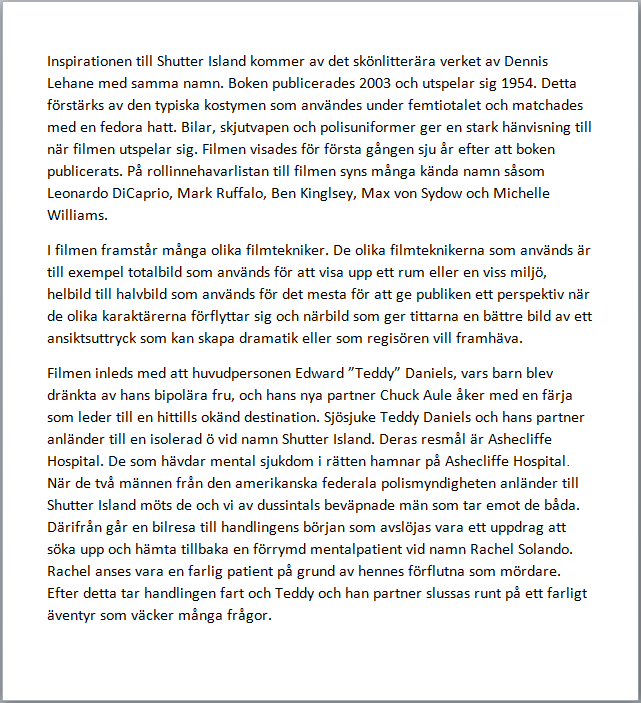 Inspirationen till Shutter Island kommer av det skönlitterära verket av Dennis
Lehane med samma namn. Boken publicerades 2003 och utspelar sig 1954. Detta
förstärks av den typiska kostymen som användes under femtiotalet och matchades
med en fedora hatt. Bilar, skjutvapen och polisuniformer ger en stark hänvisning till
när filmen utspelar sig. Filmen visades för första gången sju år efter att boken
publicerats. På rollinnehavarlistan till filmen syns många kända namn såsom
Leonardo DiCaprio, Mark Ruffalo, Ben Kinglsey, Max von Sydow och Michelle
Williams.
I filmen framstår många olika filmtekniker. De olika filmteknikerna som används är
till exempel totalbild som används för att visa upp ett rum eller en viss miljö,
helbild till halvbild som används för det mesta för att ge publiken ett perspektiv när
de olika karaktärerna förflyttar sig och närbild som ger tittarna en bättre bild av ett
ansiktsuttryck som kan skapa dramatik eller som regisören vill framhäva.
Filmen inleds med att huvudpersonen Edward ”Teddy” Daniels, vars barn blev
dränkta av hans bipolära fru, och hans nya partner Chuck Aule åker med en färja
som leder till en hittills okänd destination. Sjösjuke Teddy Daniels och hans partner
anländer till en isolerad ö vid namn Shutter Island. Deras resmål är Ashecliffe
Hospital. De som hävdar mental sjukdom i rätten hamnar på Ashecliffe Hospital.
När de två männen från den amerikanska federala polismyndigheten anländer till
Shutter Island möts de och vi av dussintals beväpnade män som tar emot de båda.
Därifrån går en bilresa till handlingens början som avslöjas vara ett uppdrag att
söka upp och hämta tillbaka en förrymd mentalpatient vid namn Rachel Solando.
Rachel anses vara en farlig patient på grund av hennes förflutna som mördare.
Efter detta tar handlingen fart och Teddy och han partner slussas runt på ett farligt
äventyr som väcker många frågor.